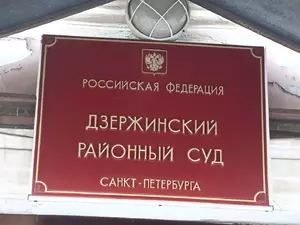 РОССИЙСКАЯ ФЕДЕРАЦИЯ
ДЗЕРЖИНСКИЙ
РАЙОННЫЙ СУД
САНКТ-ПЕТЕРБУРГА